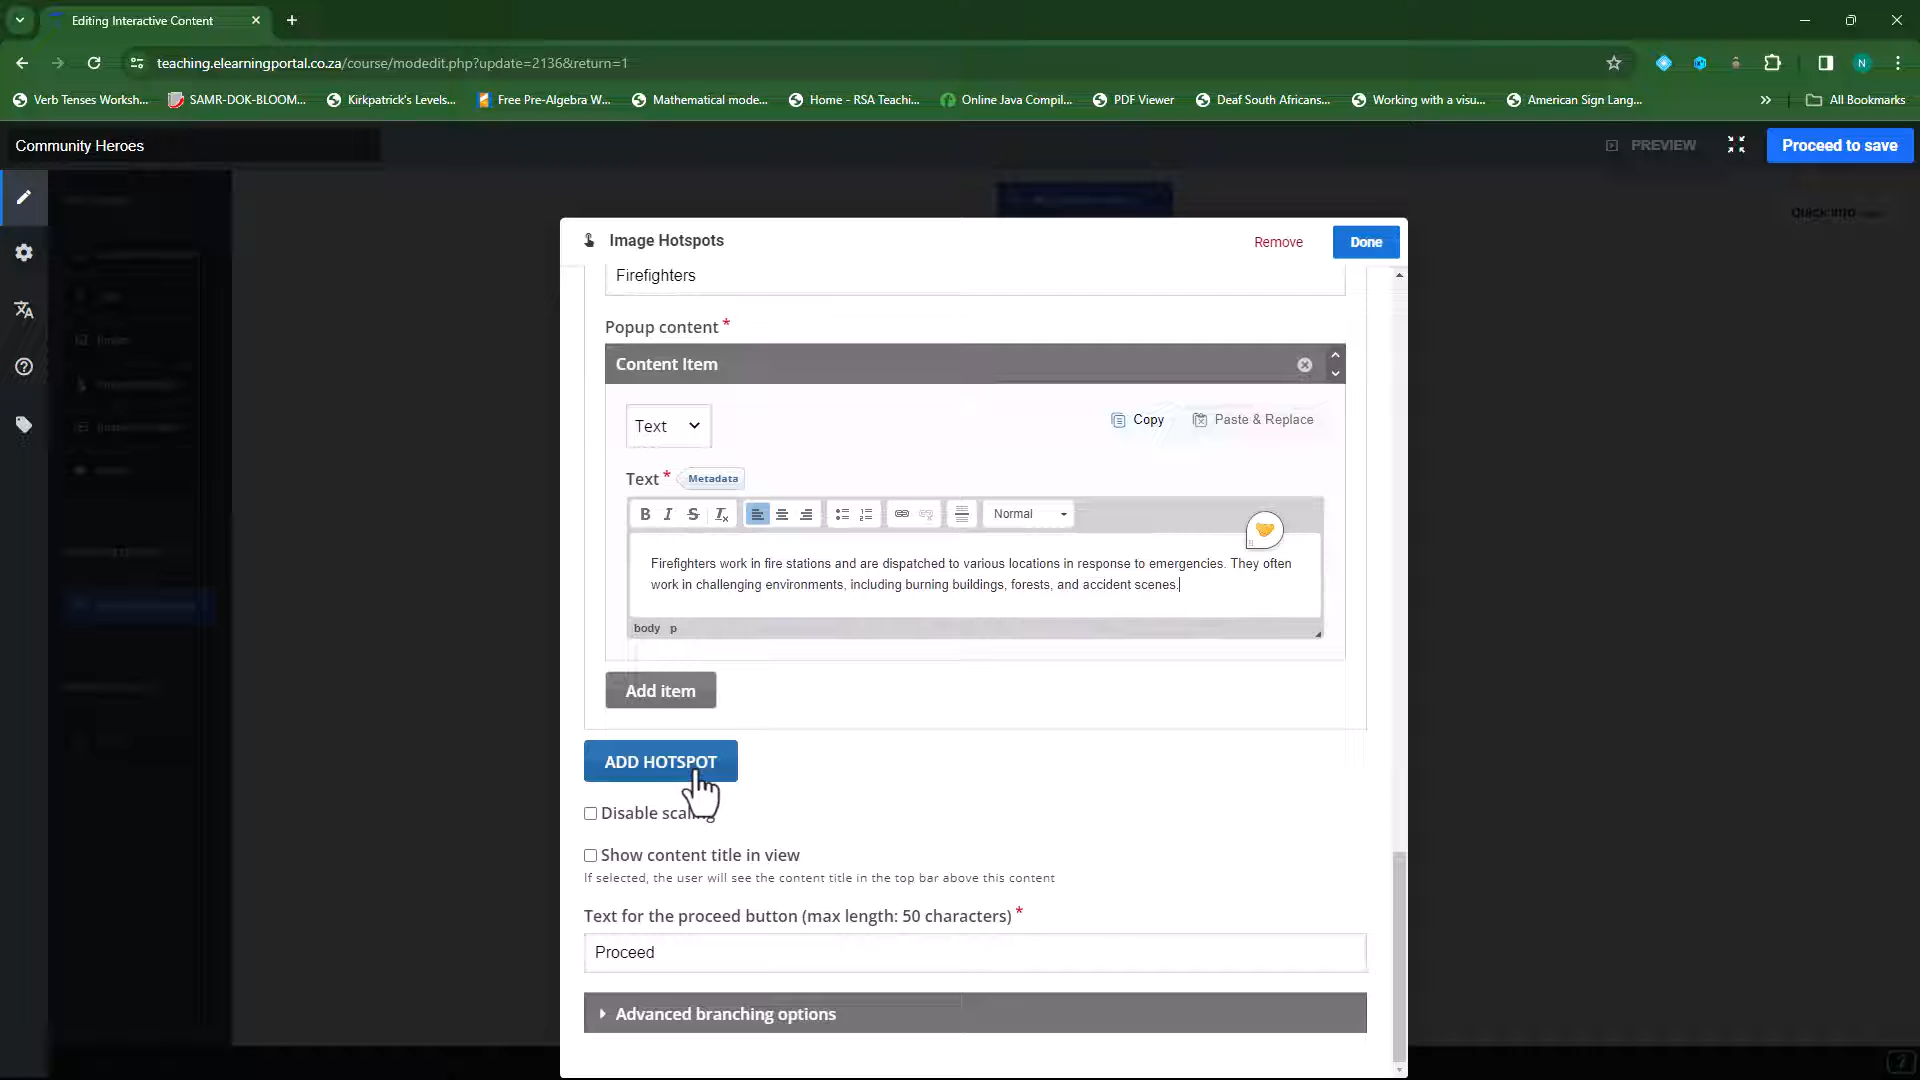 Editing Interactive Content
teaching.elearningportal.co.za/course/modedit.php?update=2136&return=1
N
Verb Tenses Worksh...
SAMR-DOK-BLOOM...
Kirkpatrick's Levels...
Free Pre-Algebra W...
Mathematical mode...
Home - RSA Teachi...
Online Java Compil...
PDF Viewer
Deaf South Africans...
Working with a visu...
American Sign Lang...
All Bookmarks
Community Heroes
PREVIEW
Proceed to save
Image Hotspots
Remove
Done
Firefighters
Popup content *
Content Item
Text
Copy
Paste & Replace
Text *
Metadata
Normal
Firefighters work in fire stations and are dispatched to various locations in response to emergencies. They often
work in challenging environments, including burning buildings, forests, and accident scenes.
body p
Add item
ADD HOTSPOT
Disable scaling
Show content title in view
If selected, the user will see the content title in the top bar above this content
Text for the proceed button (max length: 50 characters) *
Proceed
Advanced branching options